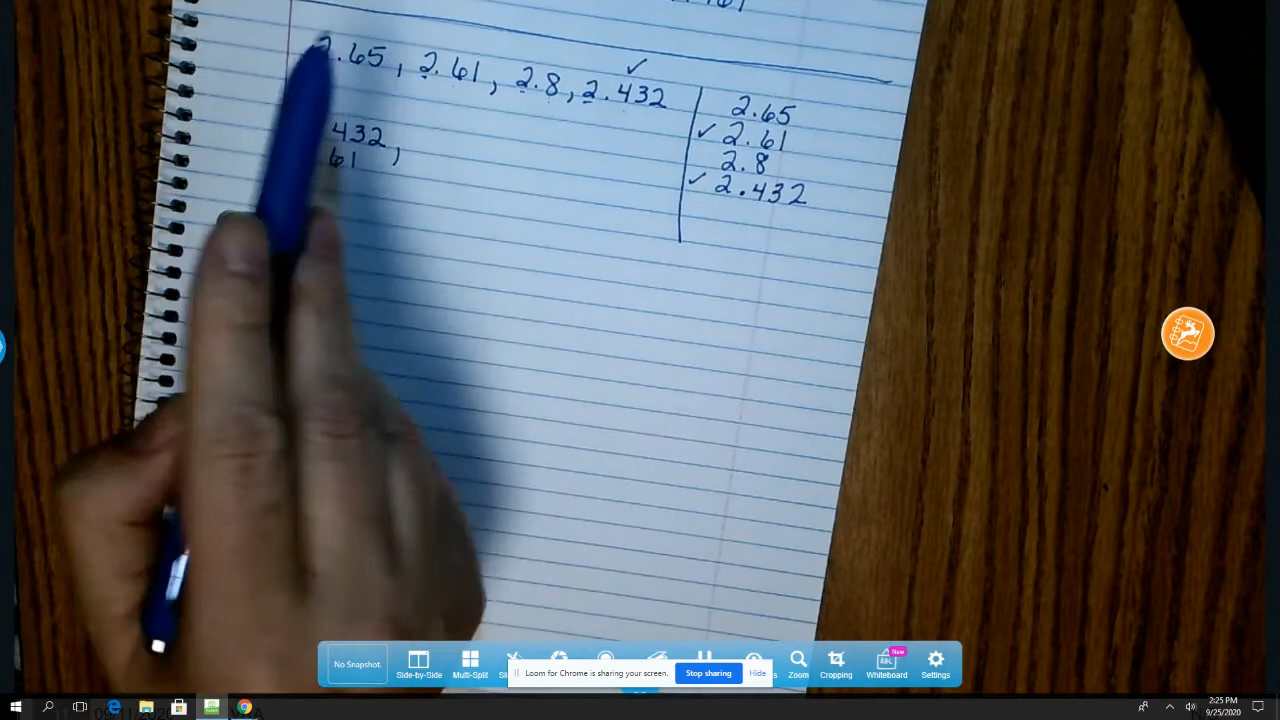 .65, 2.61, 2.8, 2.432 ✓
432,
61
2.65
✓ 2.61
2.8
✓ 2.432
No Snapshot.
Side-by-Side
Multi-Split
Zoom
Cropping
New
ABC
Whiteboard
Settings
Loom for Chrome is sharing your screen.
Stop sharing
Hide
2:25 PM
9/25/2020